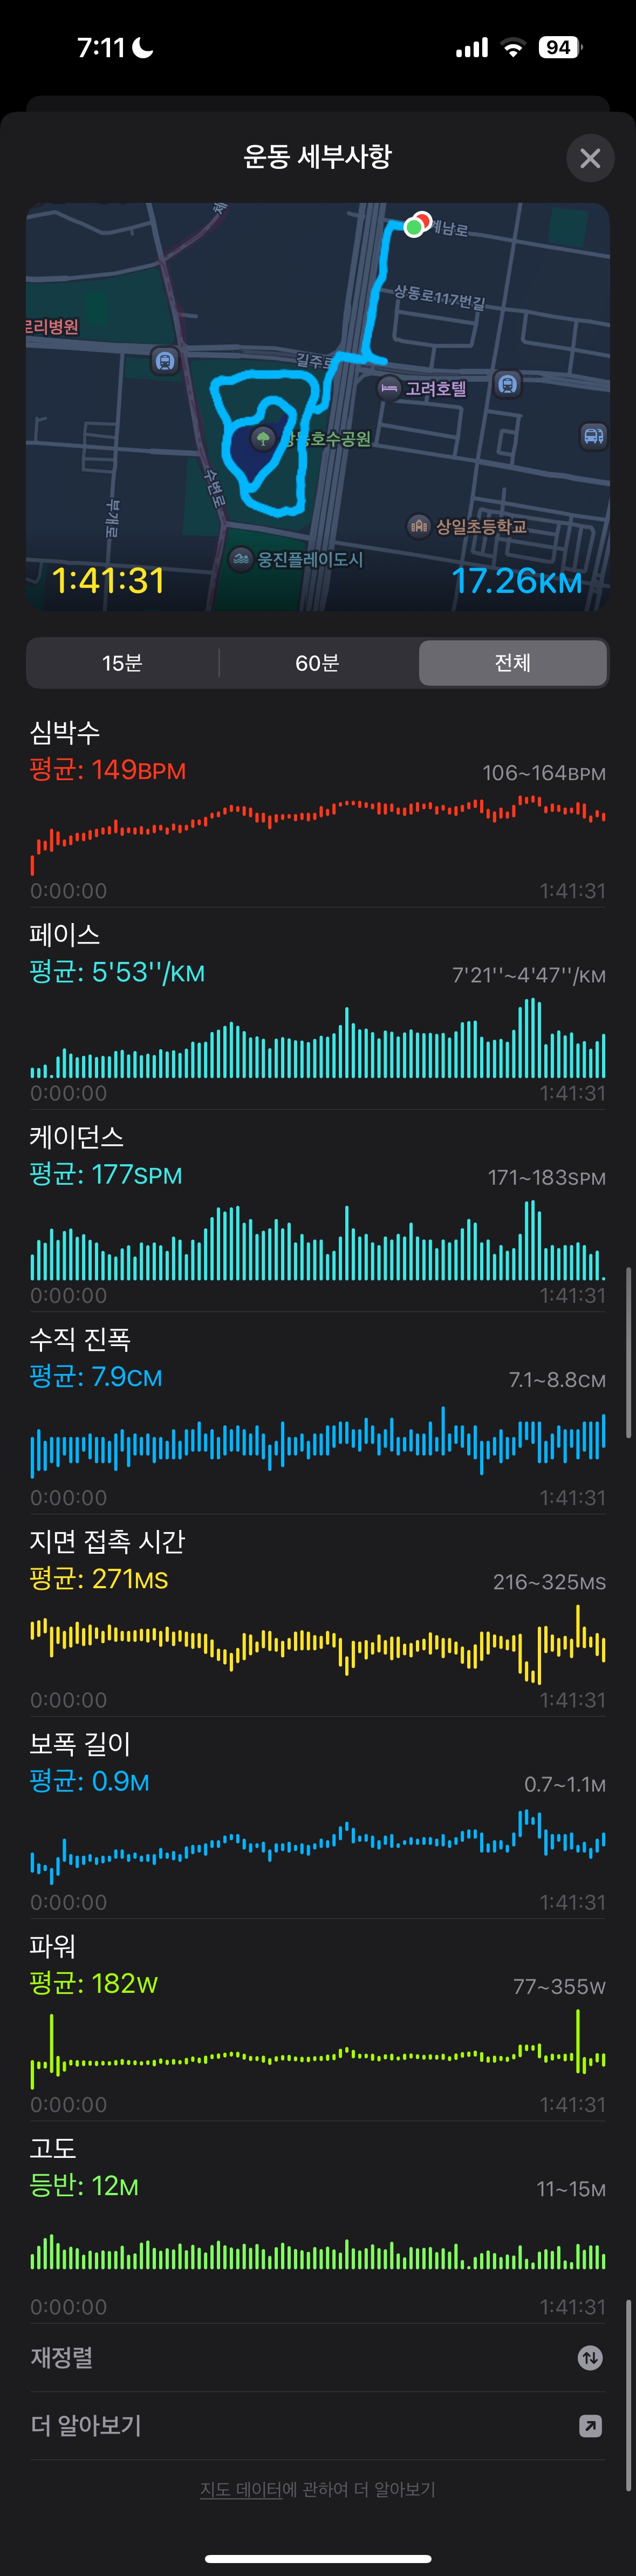 7:11
94
운동 세부사항
계남로
상동로117번길
로리병원
길주로
고려호텔
상동호수공원
수변로
부개로
상일초등학교
웅진플레이도시
1:41:31
17.26KM
15분
60분
전체
심박수
평균: 149BPM
106~164BPM
0:00:00
1:41:31
페이스
평균: 5'53''/KM
7'21''~4'47''/KM
0:00:00
1:41:31
케이던스
평균: 177SPM
171~183SPM
0:00:00
1:41:31
수직 진폭
평균: 7.9CM
7.1~8.8CM
0:00:00
1:41:31
지면 접촉 시간
평균: 271MS
216~325MS
0:00:00
1:41:31
보폭 길이
평균: 0.9M
0.7~1.1M
0:00:00
1:41:31
파워
평균: 182W
77~355W
0:00:00
1:41:31
고도
등반: 12M
11~15M
0:00:00
1:41:31
재정렬
더 알아보기
지도 데이터에 관하여 더 알아보기